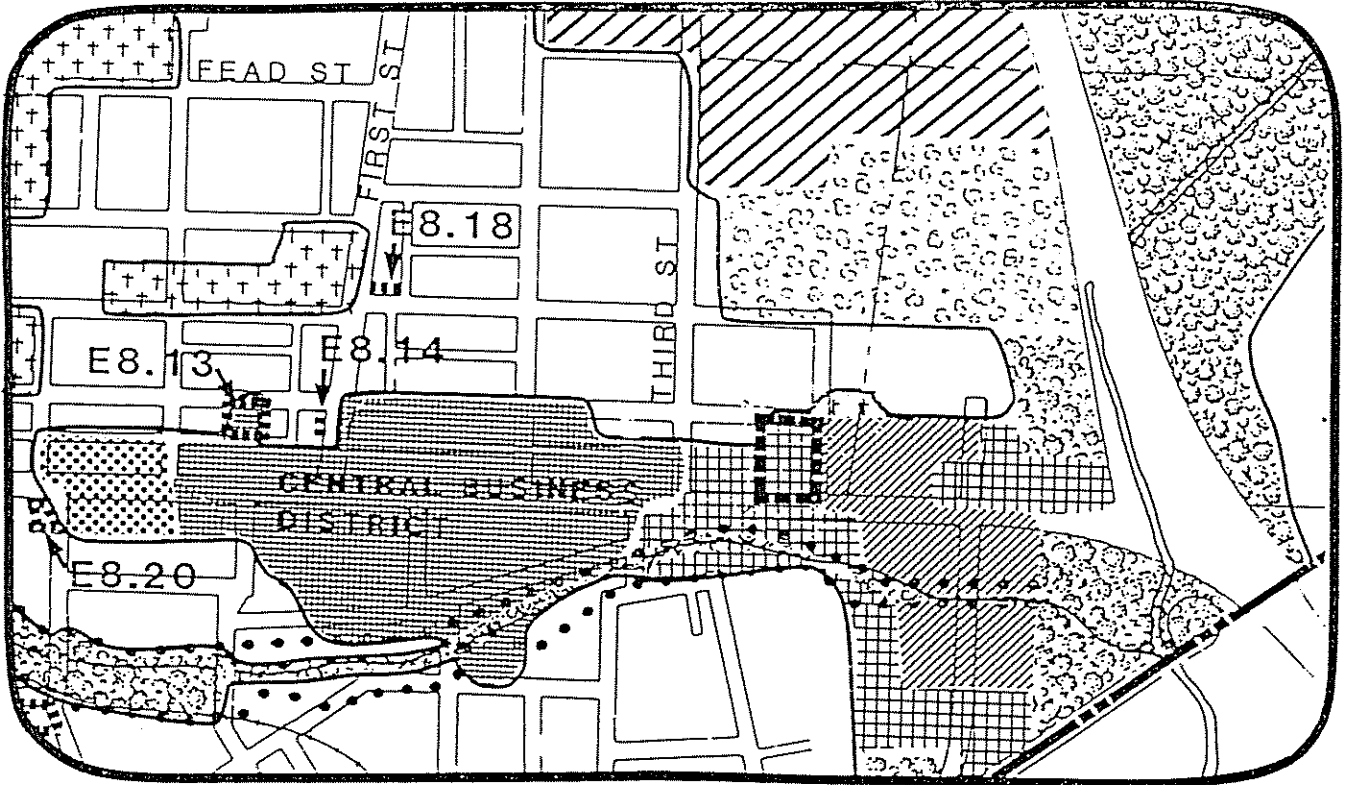 FEAD ST
FIRST ST
E8.18
THIRD ST
E8.13
E8.14
CENTRAL BUSINESS
DISTRICT
E8.20